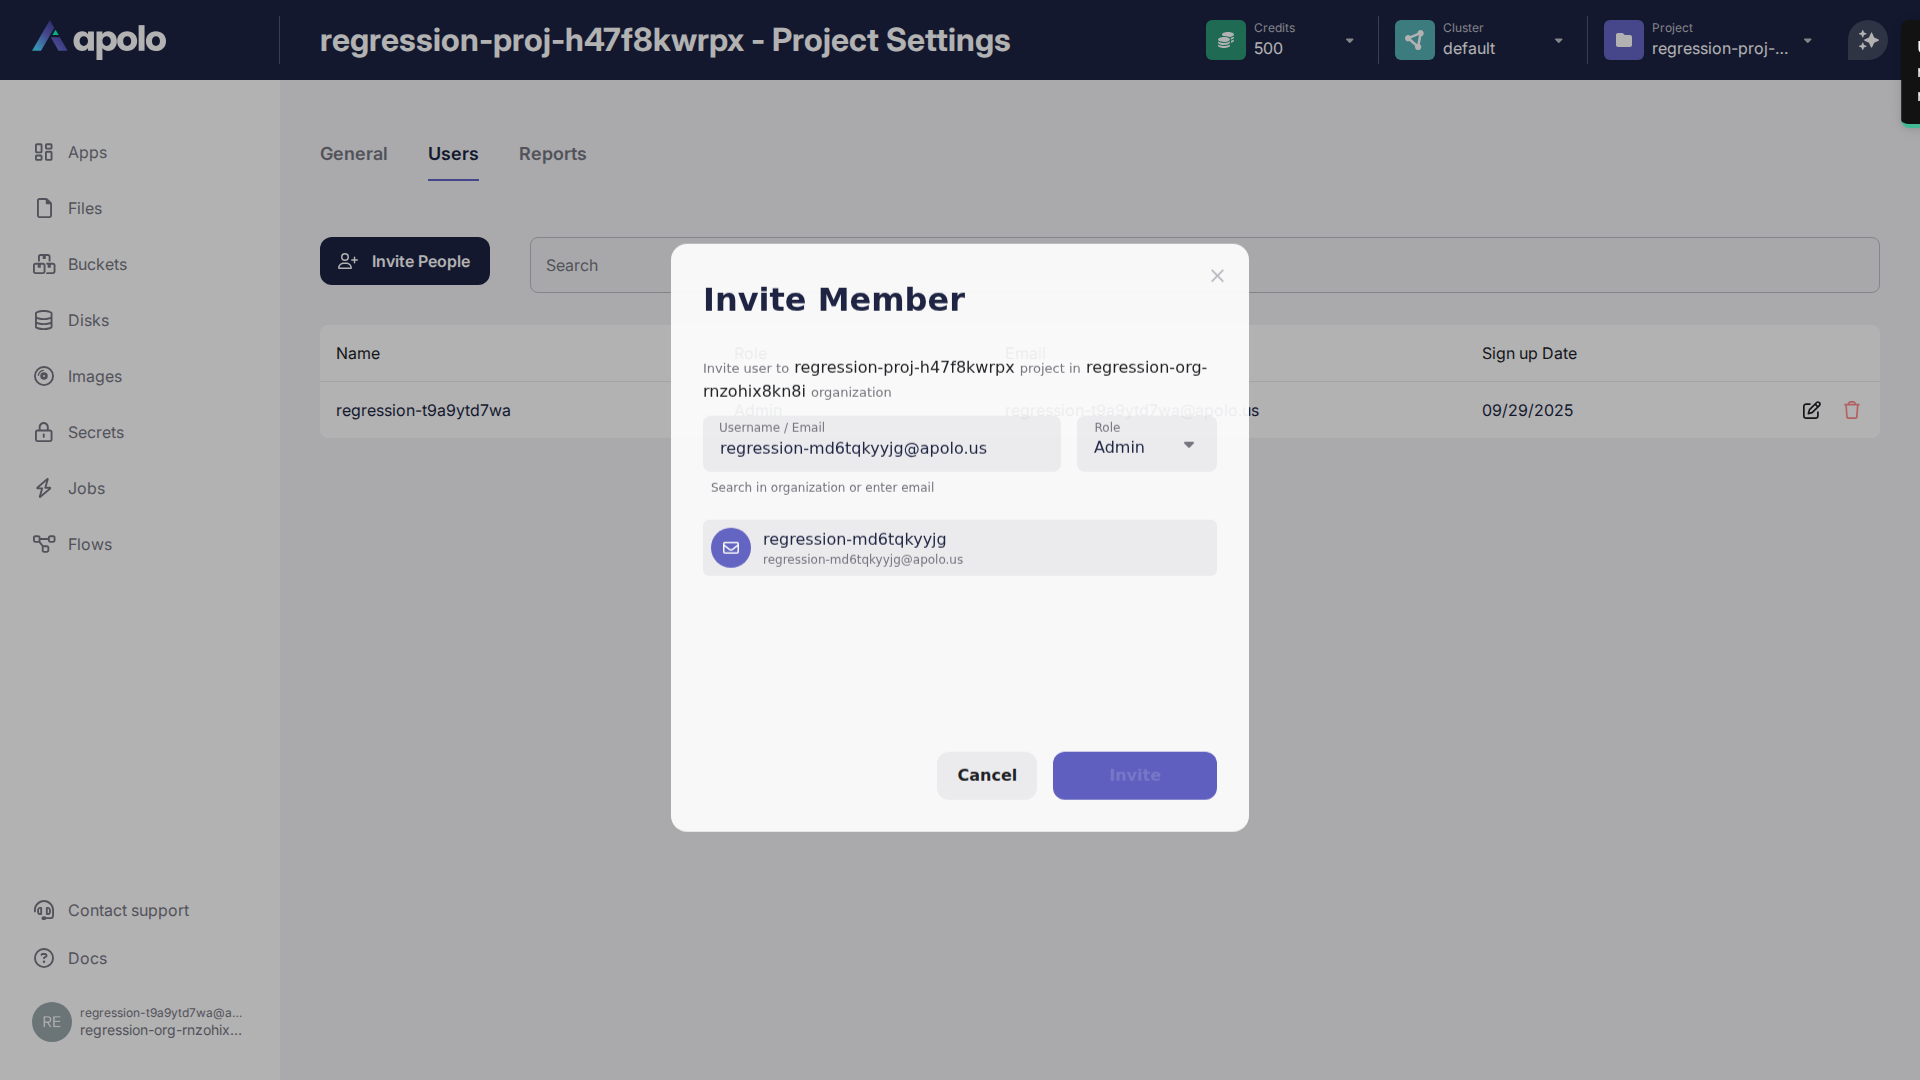 apolo
regression-proj-h47f8kwrpx - Project Settings
Credits
500
Cluster
default
Project
regression-proj-...
Apps
Files
Buckets
Disks
Images
Secrets
Jobs
Flows
Contact support
Docs
RE
regression-t9a9ytd7wa@a...
regression-org-rnzohix...
General Users Reports
Invite People
Search
Name Role Email Sign up Date
regression-t9a9ytd7wa Admin regression-t9a9ytd7wa@apolo.us 09/29/2025
Invite Member
Invite user to regression-proj-h47f8kwrpx project in regression-org-
rnzohix8kn8i organization
Username / Email
regression-md6tqkyyjg@apolo.us
Role
Admin
Search in organization or enter email
regression-md6tqkyyjg
regression-md6tqkyyjg@apolo.us
Cancel
Invite